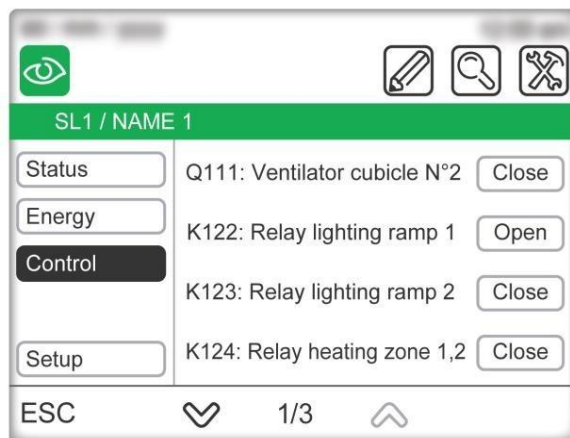 SL1 / NAME 1
Status
Energy
Control
Setup
Q111: Ventilator cubicle N°2 Close
K122: Relay lighting ramp 1 Open
K123: Relay lighting ramp 2 Close
K124: Relay heating zone 1,2 Close
ESC 1/3